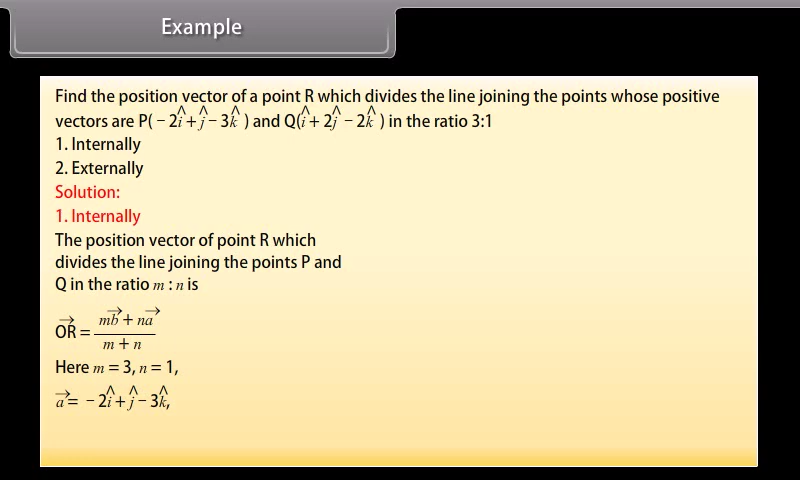 Example
Find the position vector of a point R which divides the line joining the points whose positive
vectors are P( − 2î + ĵ − 3k̂ ) and Q(î + 2ĵ − 2k̂ ) in the ratio 3:1
1. Internally
2. Externally
Solution:
1. Internally
The position vector of point R which
divides the line joining the points P and
Q in the ratio m : n is
OR⃗ = (mb⃗ + na⃗) / (m + n)
Here m = 3, n = 1,
a⃗ = − 2î + ĵ − 3k̂,